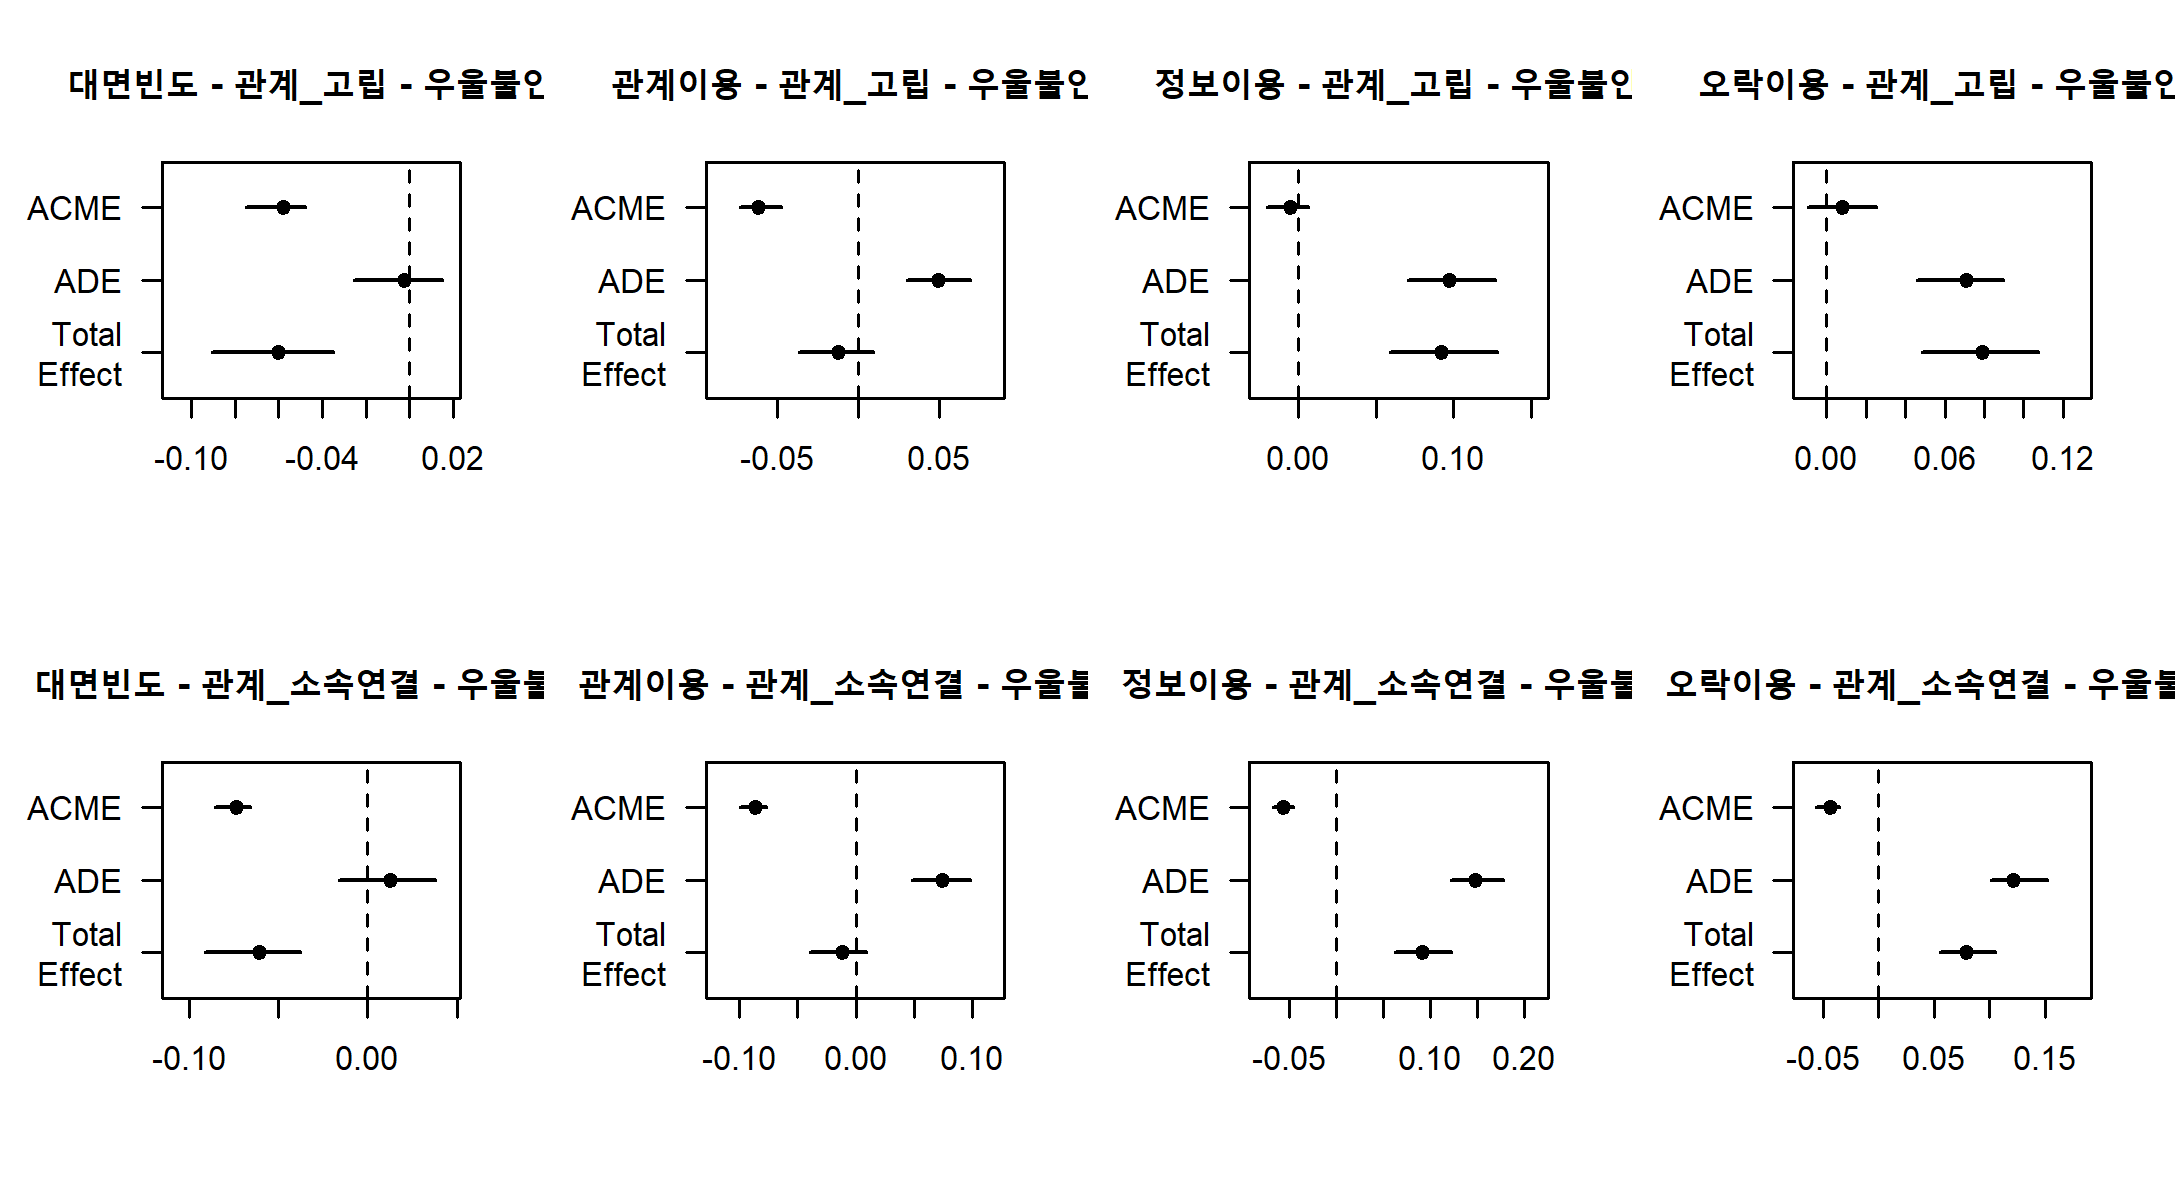 대면빈도 - 관계_고립 - 우울불
ACME
ADE
Total
Effect
-0.10 -0.04 0.02
관계이용 - 관계_고립 - 우울불
ACME
ADE
Total
Effect
-0.05 0.05
정보이용 - 관계_고립 - 우울불
ACME
ADE
Total
Effect
0.00 0.10
오락이용 - 관계_고립 - 우울불
ACME
ADE
Total
Effect
0.00 0.06 0.12
대면빈도 - 관계_소속연결 - 우울
ACME
ADE
Total
Effect
-0.10 0.00
관계이용 - 관계_소속연결 - 우울
ACME
ADE
Total
Effect
-0.10 0.00 0.10
정보이용 - 관계_소속연결 - 우울
ACME
ADE
Total
Effect
-0.05 0.10 0.20
오락이용 - 관계_소속연결 - 우울
ACME
ADE
Total
Effect
-0.05 0.05 0.15